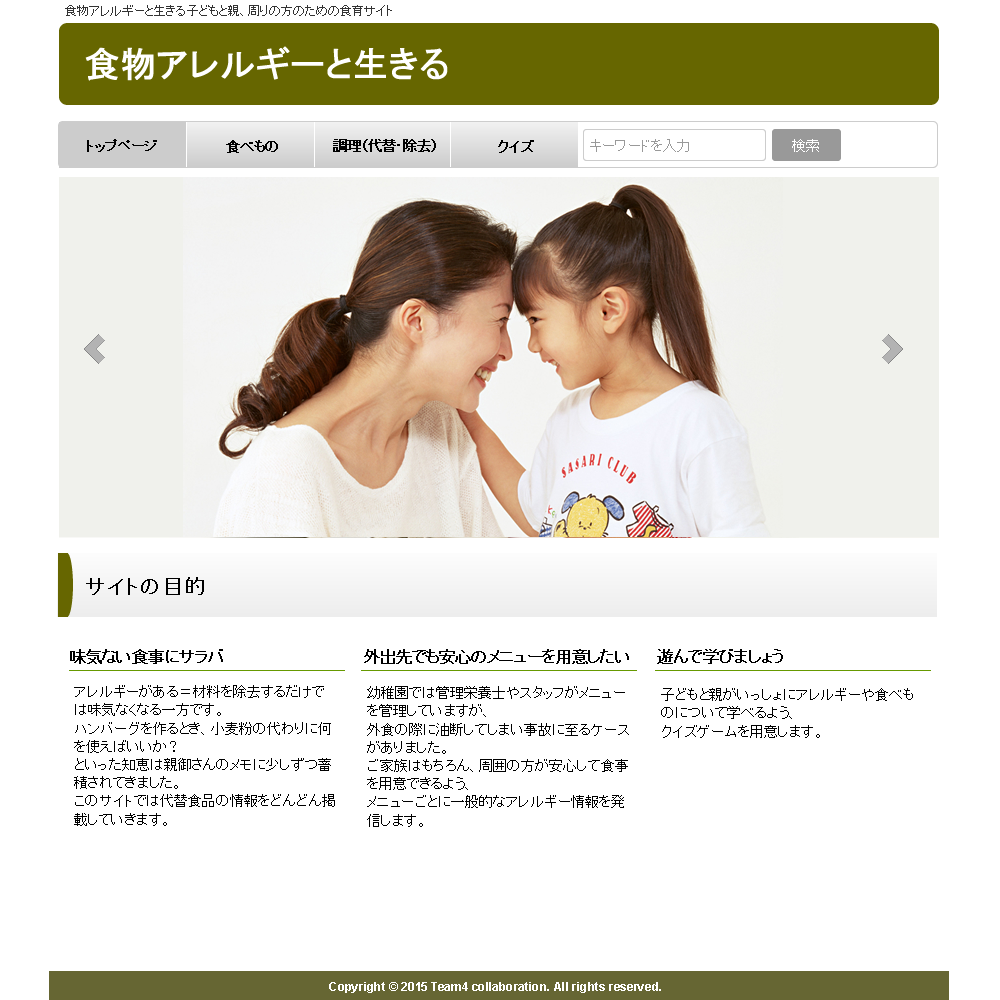 食物アレルギーと生きる子どもと親、周りの方のための食育サイト
食物アレルギーと生きる
トップページ
食べもの
調理(代替・除去)
クイズ
キーワードを入力
検索
SASARI CLUB
サイトの目的
味気ない食事にサラバ
アレルギーがある＝材料を除去するだけで
は味気なくなる一方です。
ハンバーグを作るとき、小麦粉の代わりに何
を使えばいいか？
といった知恵は親御さんのメモに少しずつ蓄
積されてきました。
このサイトでは代替食品の情報をどんどん掲
載していきます。
外出先でも安心のメニューを用意したい
幼稚園では管理栄養士やスタッフがメニュー
を管理していますが、
外食の際に油断してしまい事故に至るケース
がありました。
ご家族はもちろん、周囲の方が安心して食事
を用意できるよう、
メニューごとに一般的なアレルギー情報を発
信します。
遊んで学びましょう
子どもと親がいっしょにアレルギーや食べも
のについて学べるよう、
クイズゲームを用意します。
Copyright © 2015 Team4 collaboration. All rights reserved.